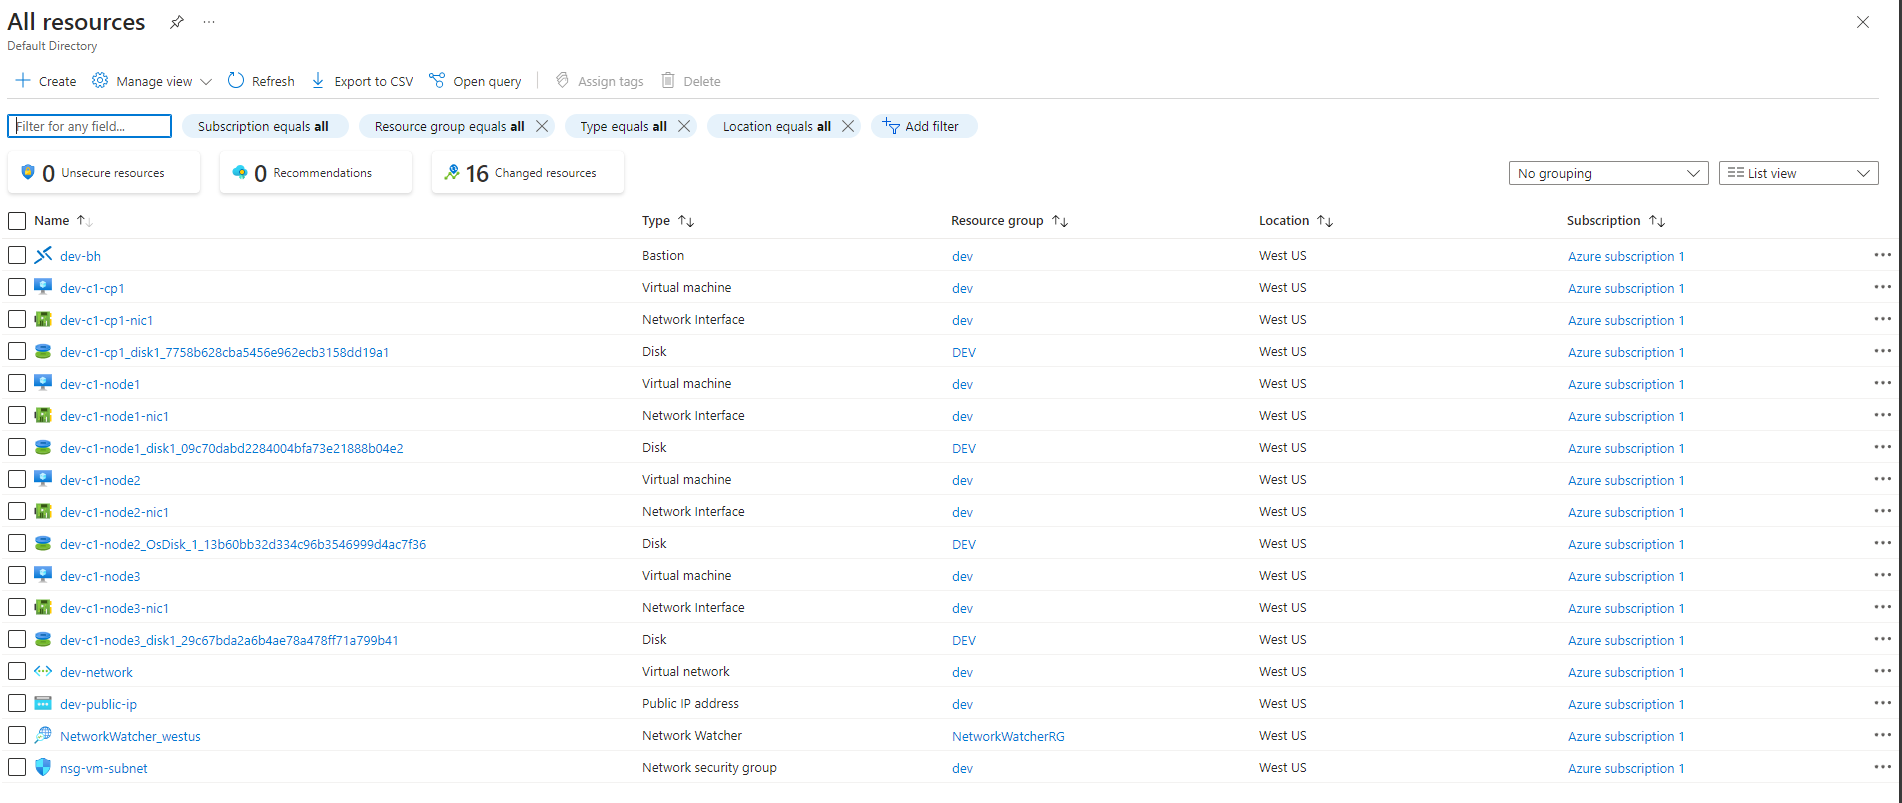 All resources
Default Directory
Create Manage view Refresh Export to CSV Open query Assign tags Delete
Filter for any field... Subscription equals all Resource group equals all Type equals all Location equals all Add filter
0 Unsecure resources 0 Recommendations 16 Changed resources No grouping List view
Name Type Resource group Location Subscription
dev-bh Bastion dev West US Azure subscription 1
dev-c1-cp1 Virtual machine dev West US Azure subscription 1
dev-c1-cp1-nic1 Network Interface dev West US Azure subscription 1
dev-c1-cp1_disk1_7758b628cba5456e962ecb3158dd19a1 Disk DEV West US Azure subscription 1
dev-c1-node1 Virtual machine dev West US Azure subscription 1
dev-c1-node1-nic1 Network Interface dev West US Azure subscription 1
dev-c1-node1_disk1_09c70dabd2284004bfa73e21888b04e2 Disk DEV West US Azure subscription 1
dev-c1-node2 Virtual machine dev West US Azure subscription 1
dev-c1-node2-nic1 Network Interface dev West US Azure subscription 1
dev-c1-node2_OsDisk_1_13b60bb32d334c96b3546999d4ac7f36 Disk DEV West US Azure subscription 1
dev-c1-node3 Virtual machine dev West US Azure subscription 1
dev-c1-node3-nic1 Network Interface dev West US Azure subscription 1
dev-c1-node3_disk1_29c67bda2a6b4ae78a478ff71a799b41 Disk DEV West US Azure subscription 1
dev-network Virtual network dev West US Azure subscription 1
dev-public-ip Public IP address dev West US Azure subscription 1
NetworkWatcher_westus Network Watcher NetworkWatcherRG West US Azure subscription 1
nsg-vm-subnet Network security group dev West US Azure subscription 1